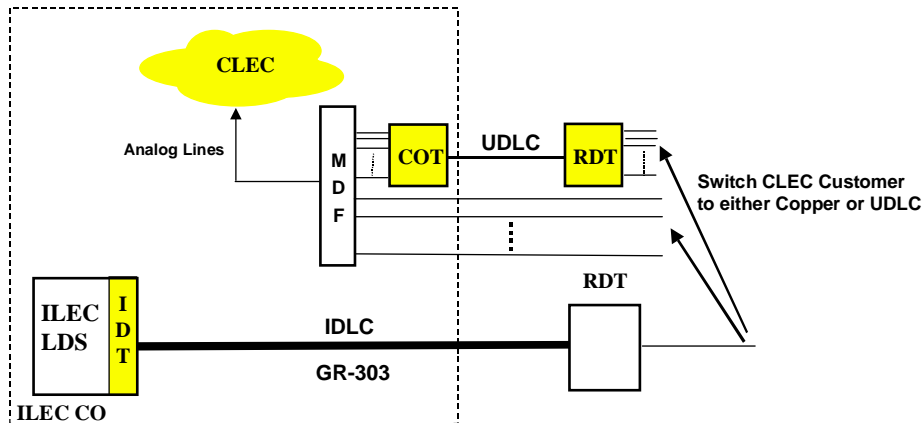 CLEC
Analog Lines
M
D
F
COT
UDLC
RDT
Switch CLEC Customer
to either Copper or UDLC
RDT
ILEC
LDS
I
D
T
IDLC
GR-303
ILEC CO